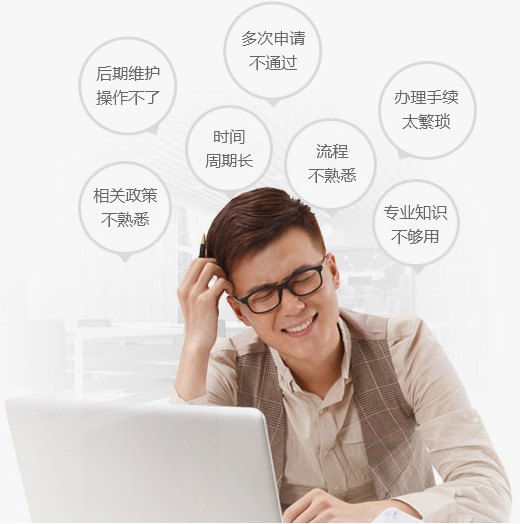 多次申请
不通过
后期维护
操作不了
办理手续
太繁琐
时间
周期长
流程
不熟悉
相关政策
不熟悉
专业知识
不够用